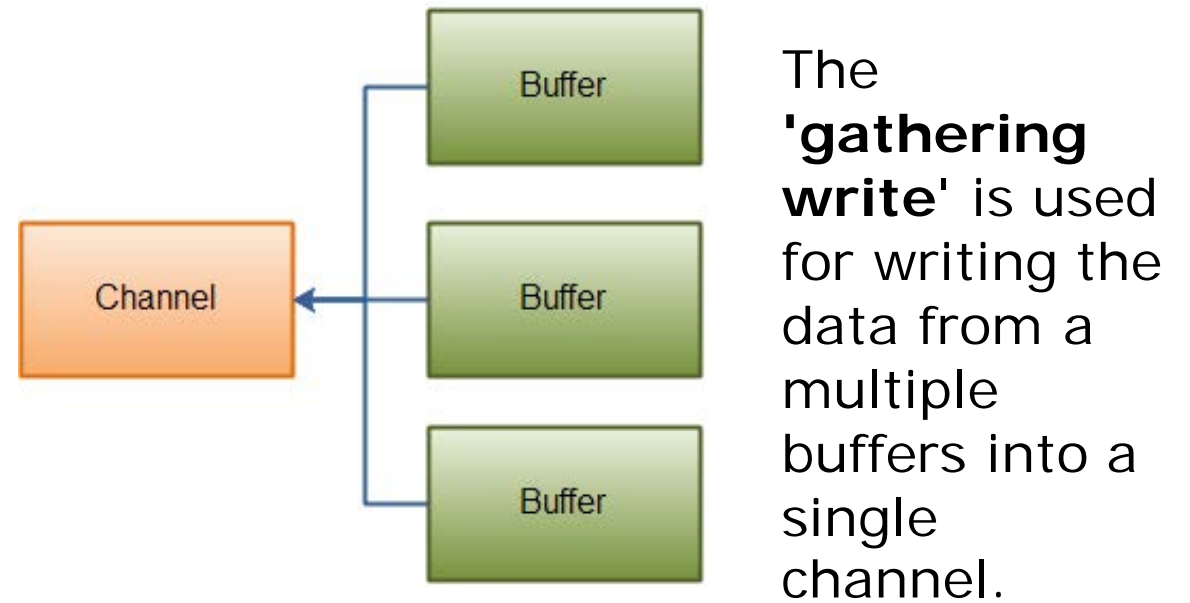 Buffer
Channel
Buffer
Buffer
The
'gathering
write' is used
for writing the
data from a
multiple
buffers into a
single
channel.